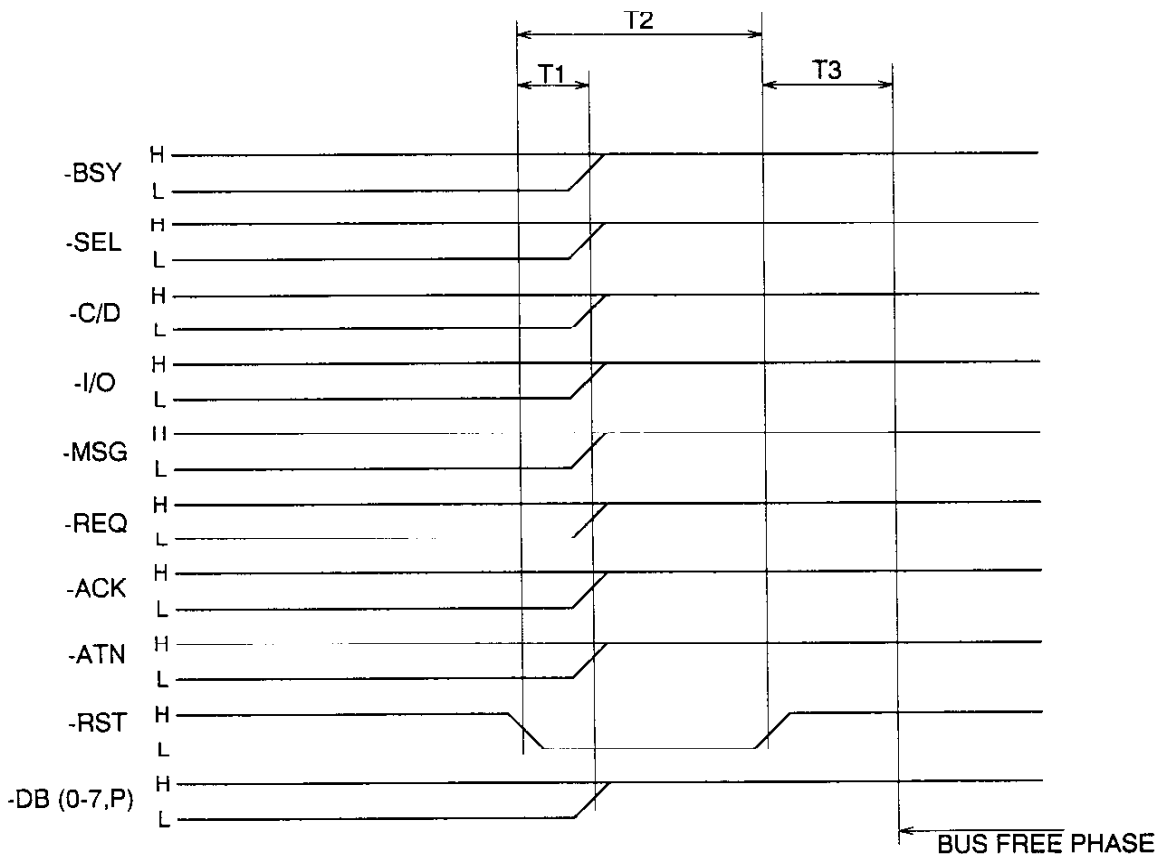 T2
T1
T3
-BSY
H
L
-SEL
H
L
-C/D
H
L
-I/O
H
L
-MSG
H
L
-REQ
H
L
-ACK
H
L
-ATN
H
L
-RST
H
L
-DB (0-7,P)
H
L
BUS FREE PHASE